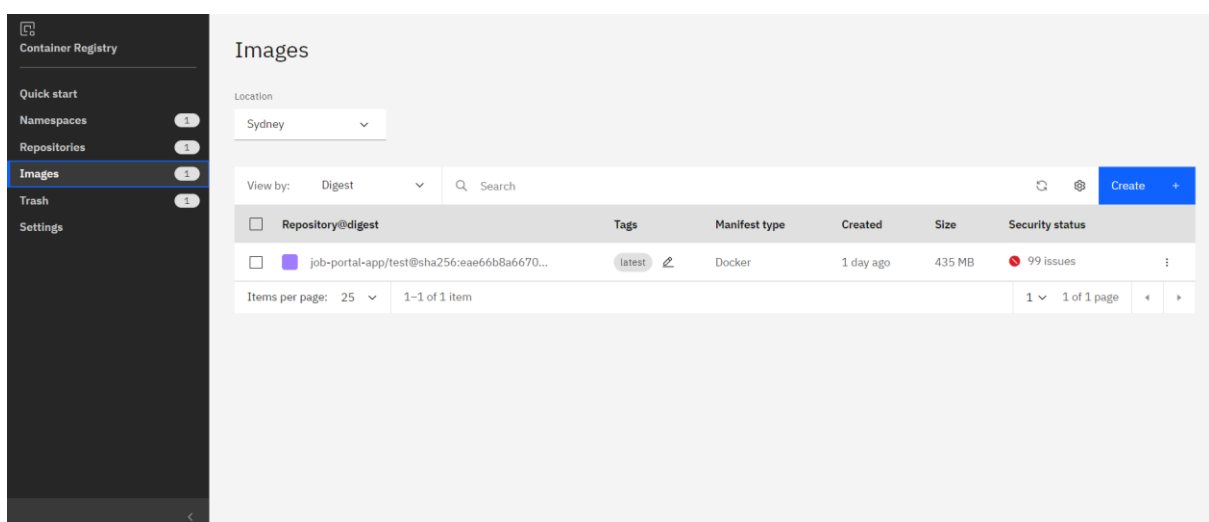 Container Registry
Quick start
Namespaces 1
Repositories 1
Images 1
Trash 1
Settings
Images
Location
Sydney
View by: Digest Search Create +
Repository@digest Tags Manifest type Created Size Security status
job-portal-app/test@sha256:eae66b8a6670... latest Docker 1 day ago 435 MB 99 issues
Items per page: 25 1–1 of 1 item 1 1 of 1 page